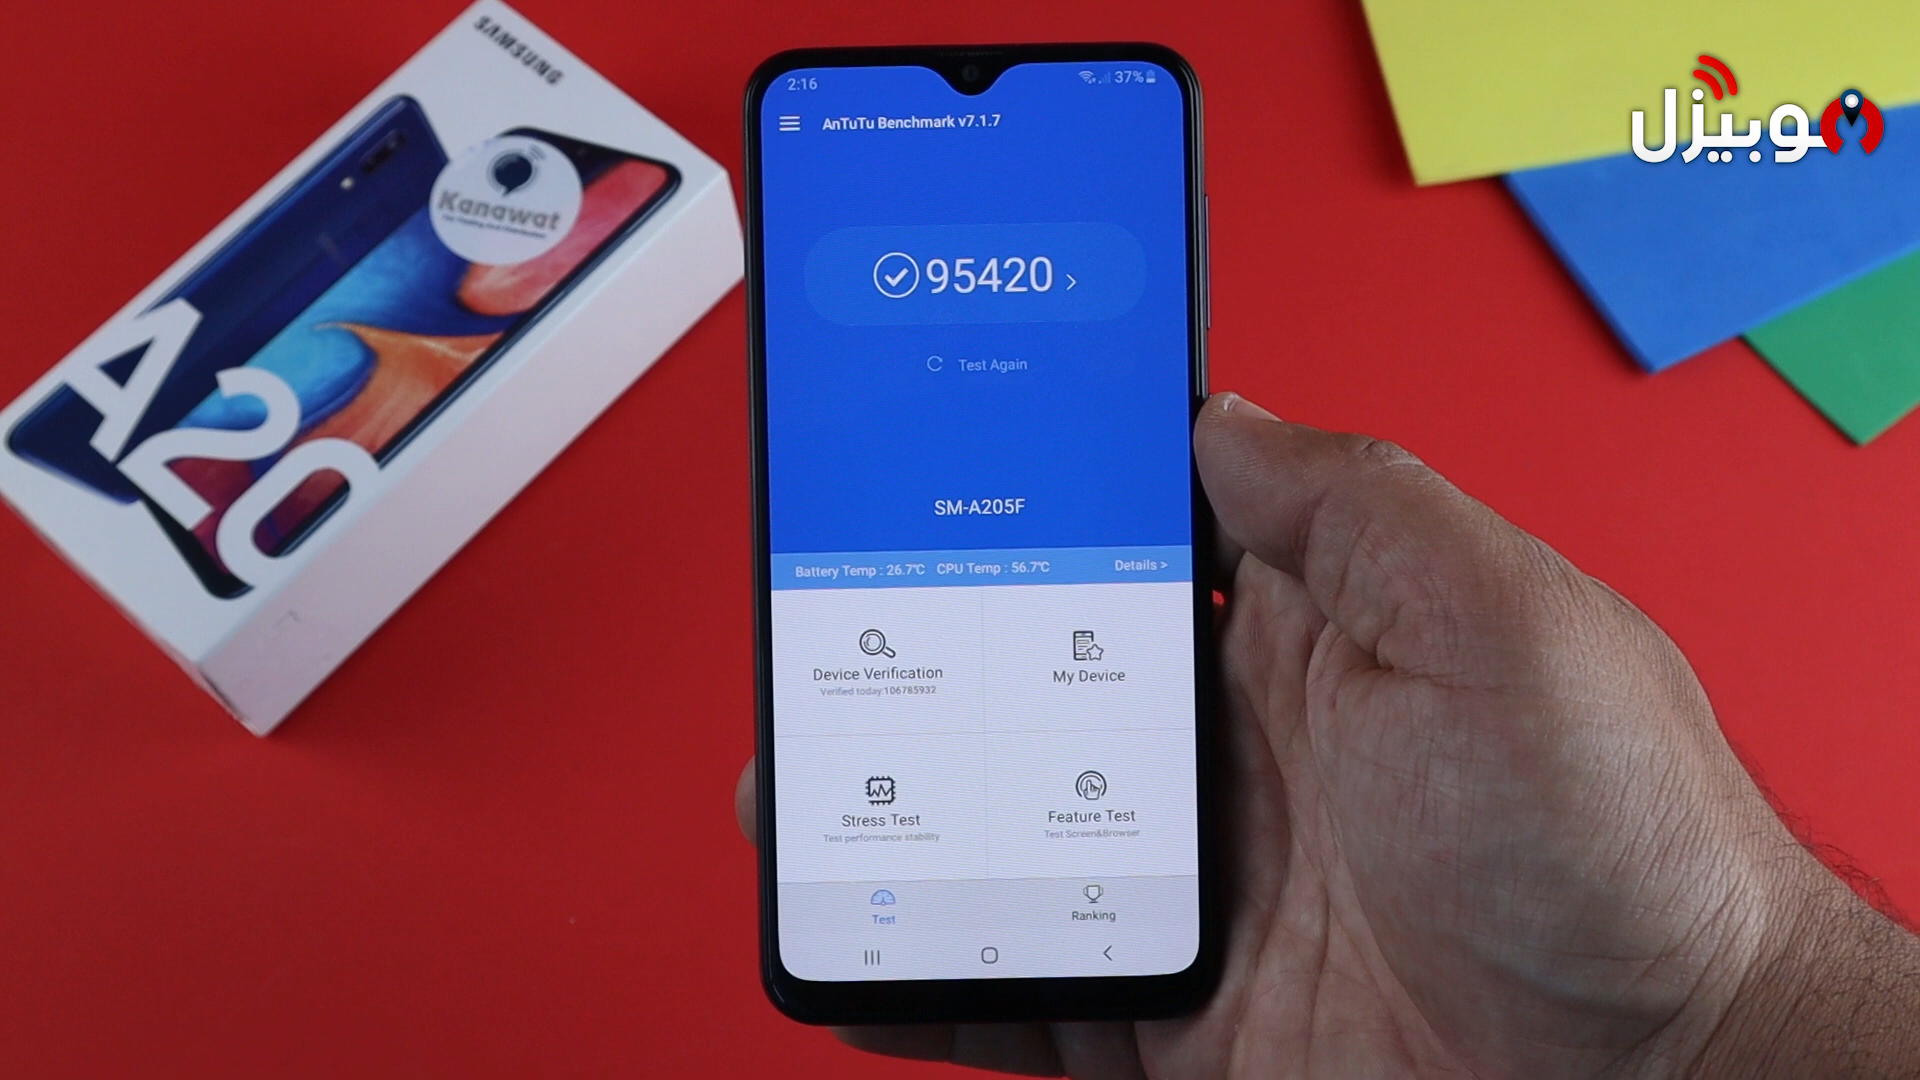 SAMSUNG
Kanawat
A20
موبيزل
2:16
37%
AnTuTu Benchmark v7.1.7
95420 >
Test Again
SM-A205F
Battery Temp : 26.7℃ CPU Temp : 56.7℃ Details >
Device Verification
Verified today:106785932
My Device
Stress Test
Test performance stability
Feature Test
Test Screen&Browser
Test
Ranking